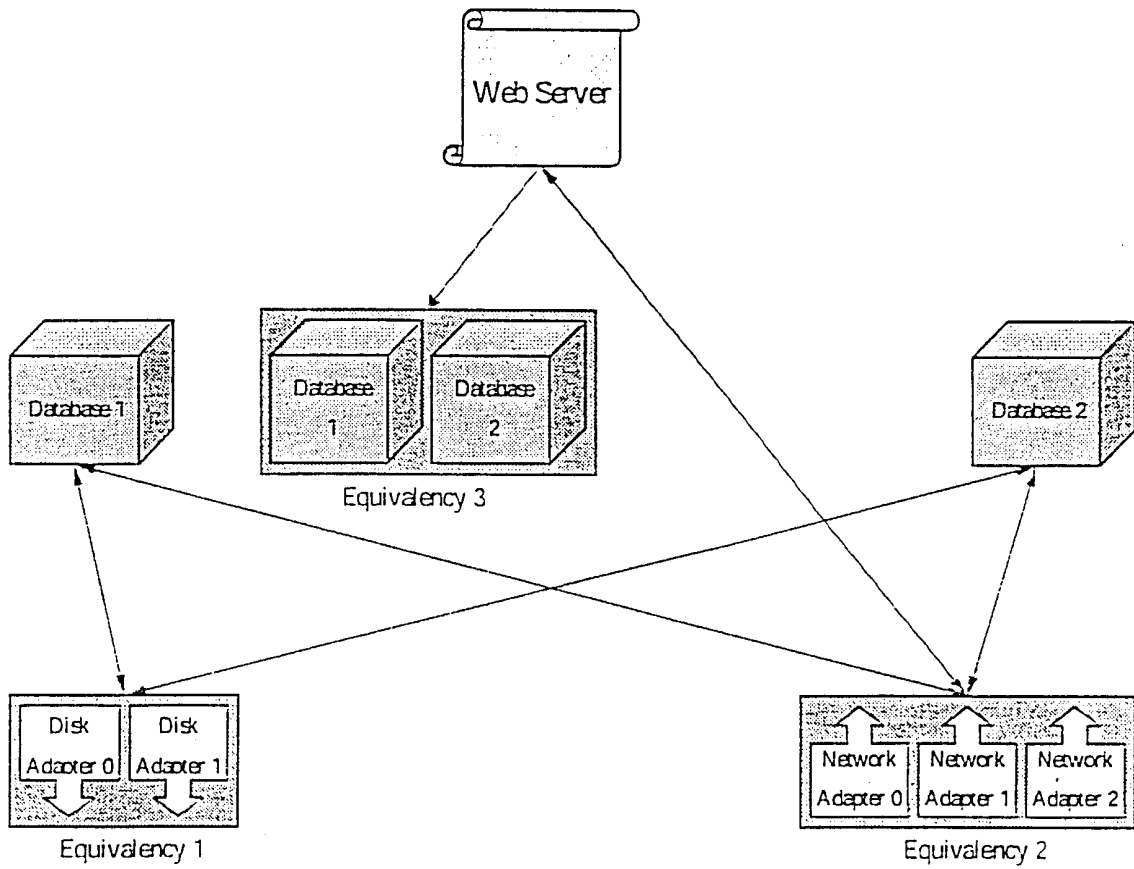 Web Server
Database 1
Database
1
Database
2
Database 2
Equivalency 3
Disk
Adapter 0
Disk
Adapter 1
Network
Adapter 0
Network
Adapter 1
Network
Adapter 2
Equivalency 1
Equivalency 2